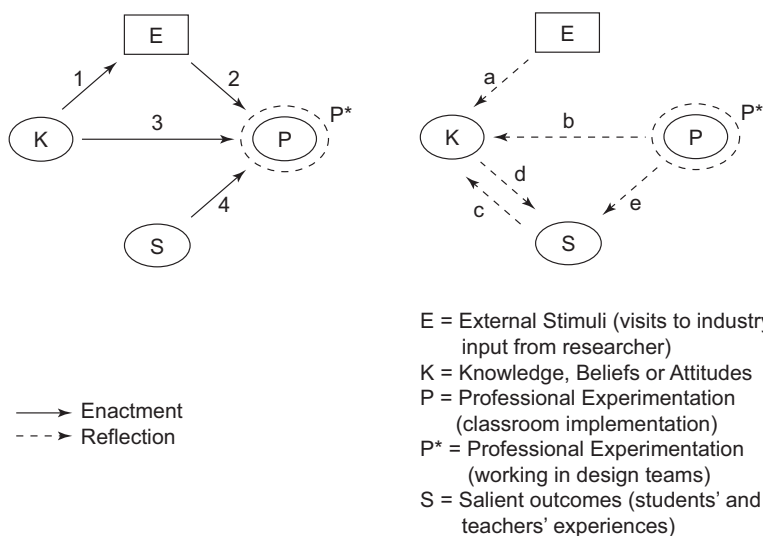 E
1
2
P*
K
3
P
4
S
E
a
P*
K
b
P
d
c
e
S
E = External Stimuli (visits to industry
input from researcher)
K = Knowledge, Beliefs or Attitudes
P = Professional Experimentation
(classroom implementation)
P* = Professional Experimentation
(working in design teams)
S = Salient outcomes (students' and
teachers' experiences)
Enactment
Reflection